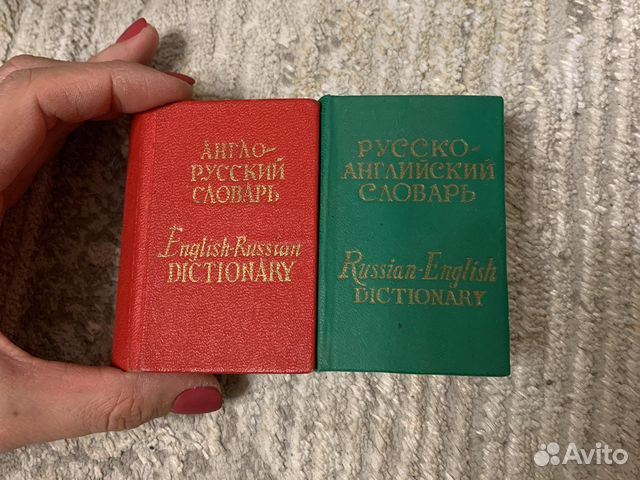 АНГЛО-
РУССКИЙ
СЛОВАРЬ
English-Russian
DICTIONARY
РУССКО-
АНГЛИЙСКИЙ
СЛОВАРЬ
Russian-English
DICTIONARY
Avito